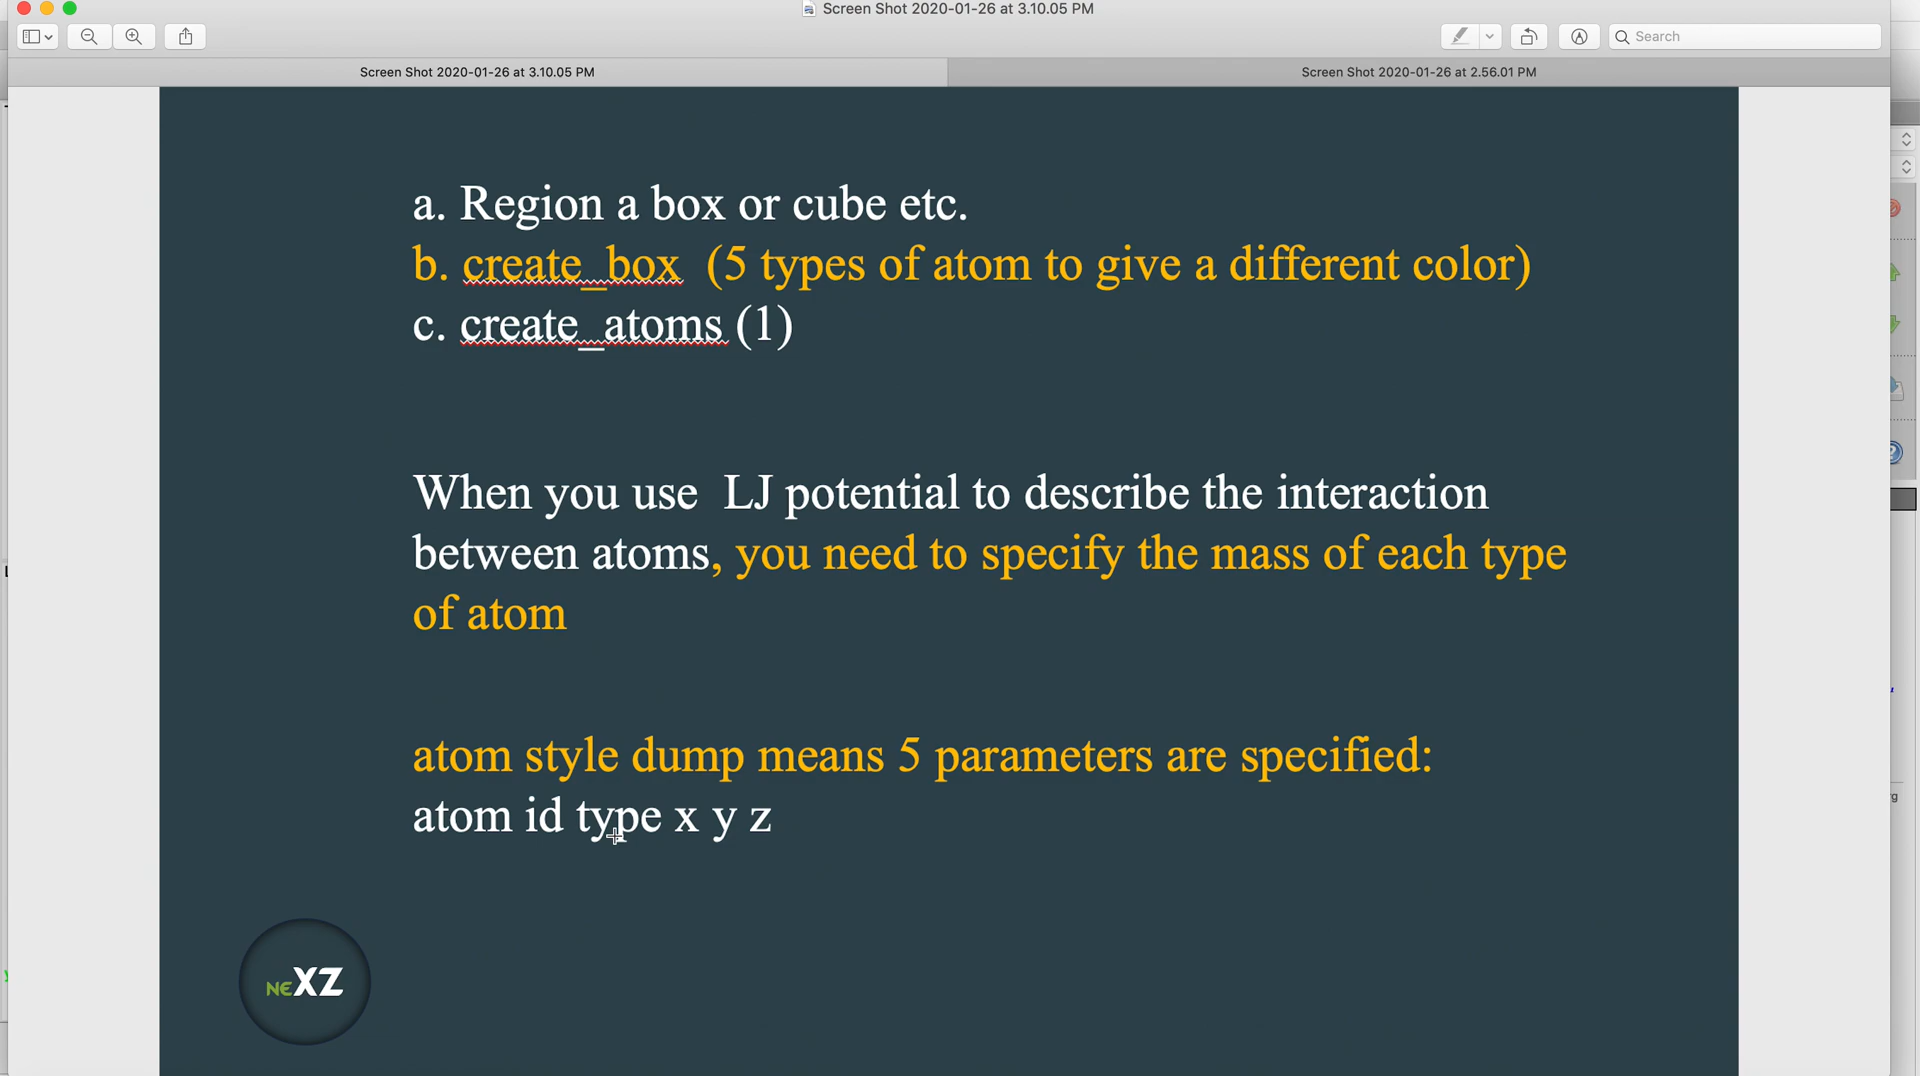 Screen Shot 2020-01-26 at 3.10.05 PM
Search
Screen Shot 2020-01-26 at 3.10.05 PM
Screen Shot 2020-01-26 at 2.56.01 PM
a. Region a box or cube etc.
b. create_box (5 types of atom to give a different color)
c. create_atoms (1)
When you use LJ potential to describe the interaction
between atoms, you need to specify the mass of each type
of atom
atom style dump means 5 parameters are specified:
atom id type x y z
NEXZ